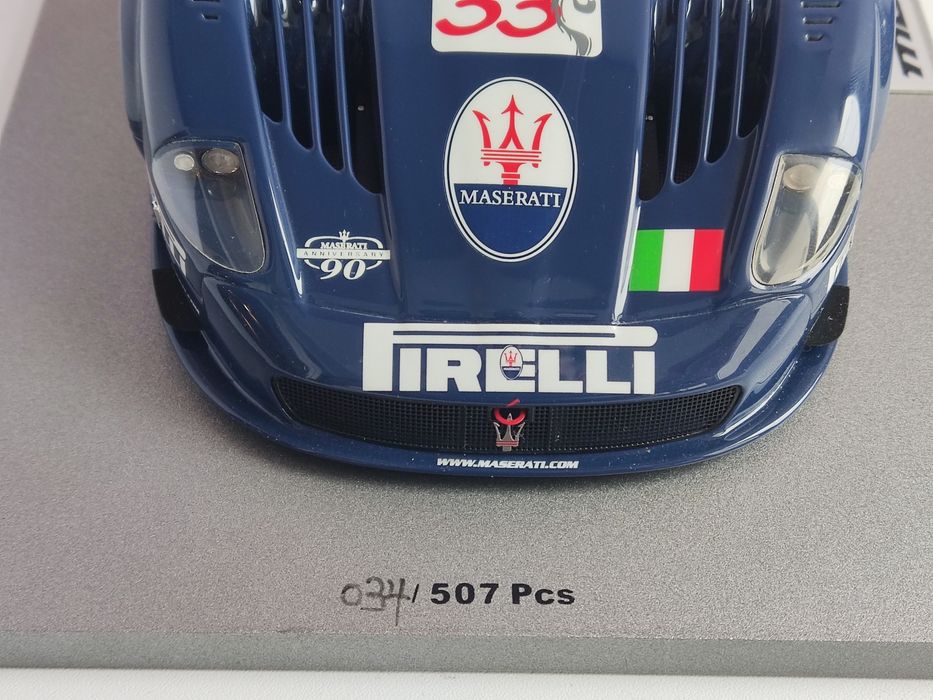 33
MASERATI
MASERATI
ANNIVERSARY
90
PIRELLI
WWW.MASERATI.COM
034/507 Pcs